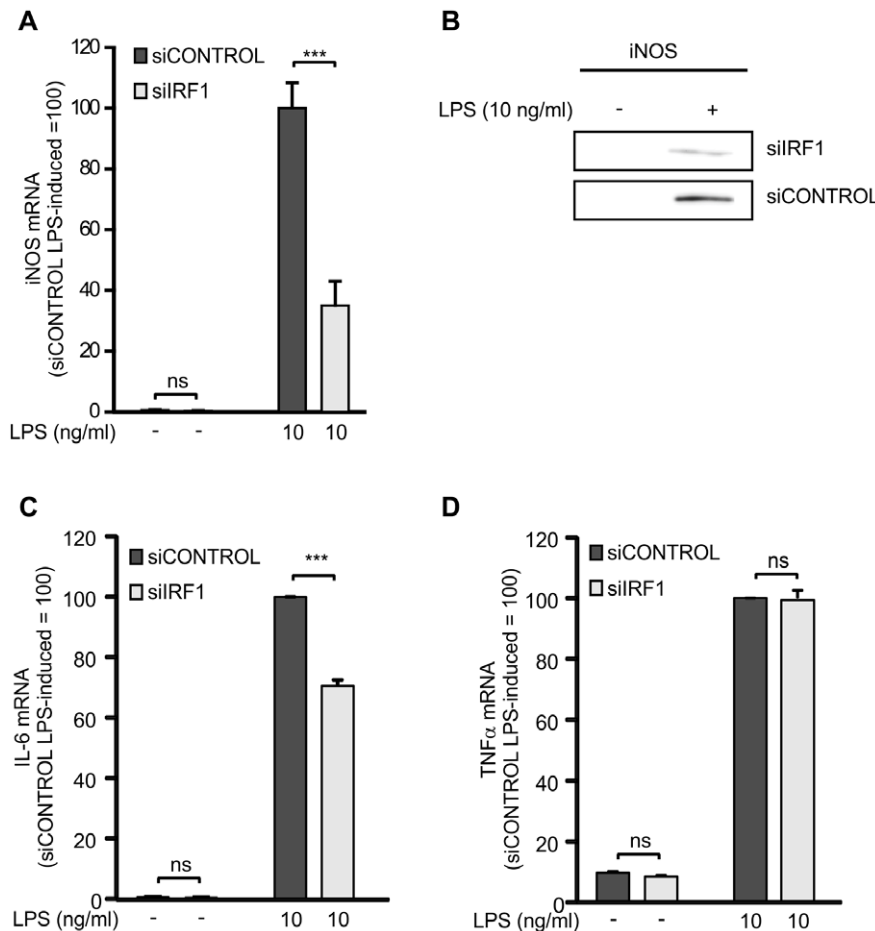 A
120
100
80
60
40
20
0
iNOS mRNA
(siCONTROL LPS-induced =100)
siCONTROL
siIRF1
***
ns
LPS (ng/ml) - - 10 10
B
iNOS
LPS (10 ng/ml) - +
siIRF1
siCONTROL
C
120
100
80
60
40
20
0
IL-6 mRNA
(siCONTROL LPS-induced = 100)
siCONTROL
siIRF1
***
ns
LPS (ng/ml) - - 10 10
D
120
100
80
60
40
20
0
TNFα mRNA
(siCONTROL LPS-induced = 100)
siCONTROL
siIRF1
ns
ns
LPS (ng/ml) - - 10 10